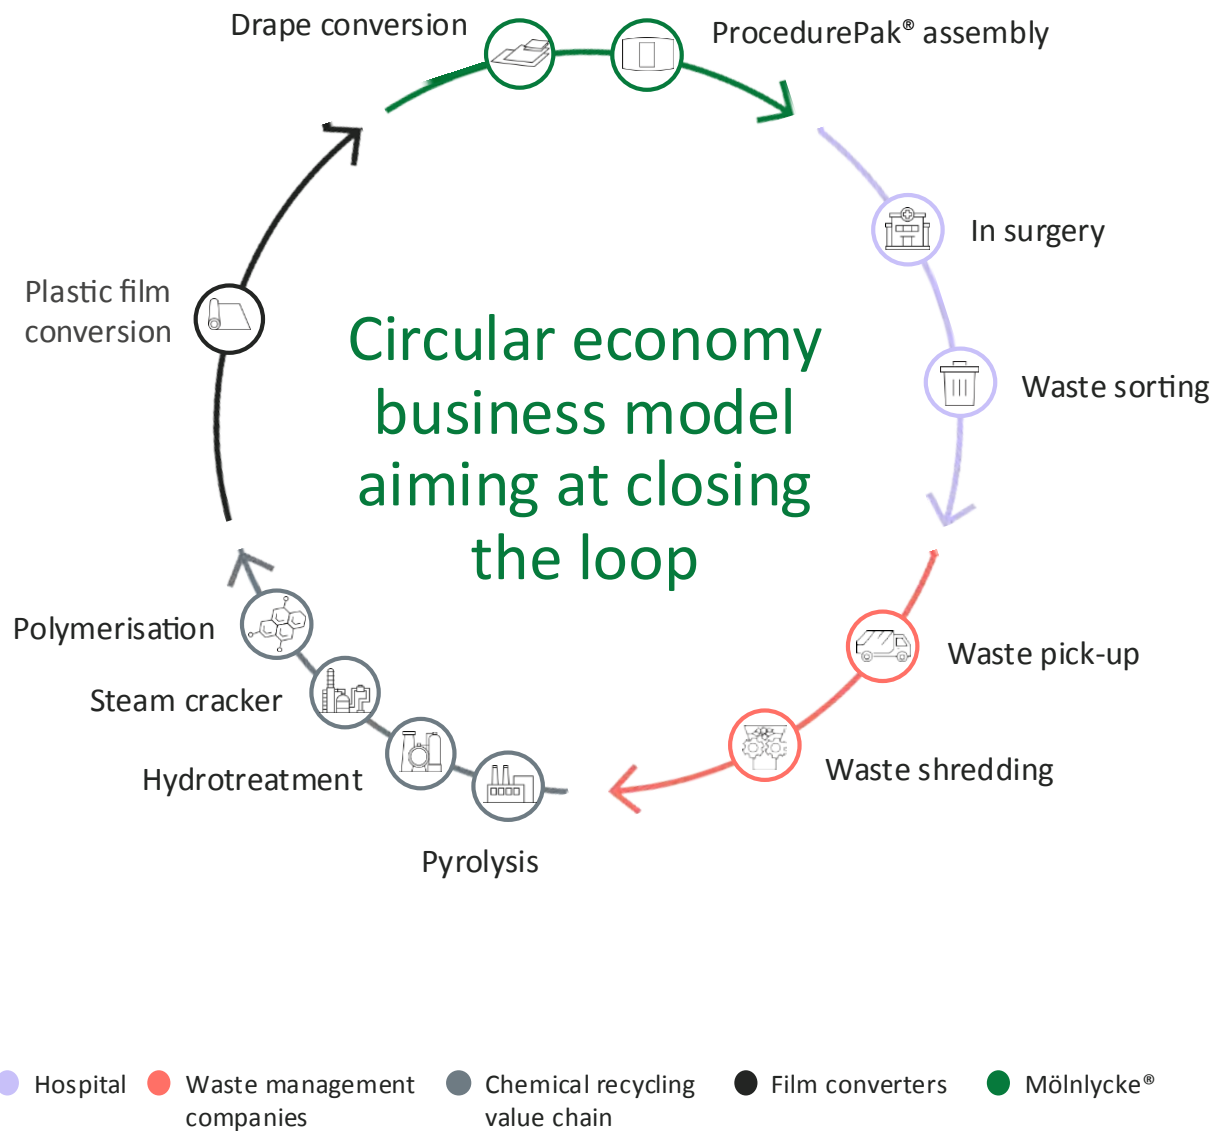 Drape conversion
ProcedurePak® assembly
In surgery
Plastic film
conversion
Circular economy
business model
aiming at closing
the loop
Waste sorting
Polymerisation
Waste pick-up
Steam cracker
Hydrotreatment
Waste shredding
Pyrolysis
Hospital
Waste management
companies
Chemical recycling
value chain
Film converters
Mölnlycke®